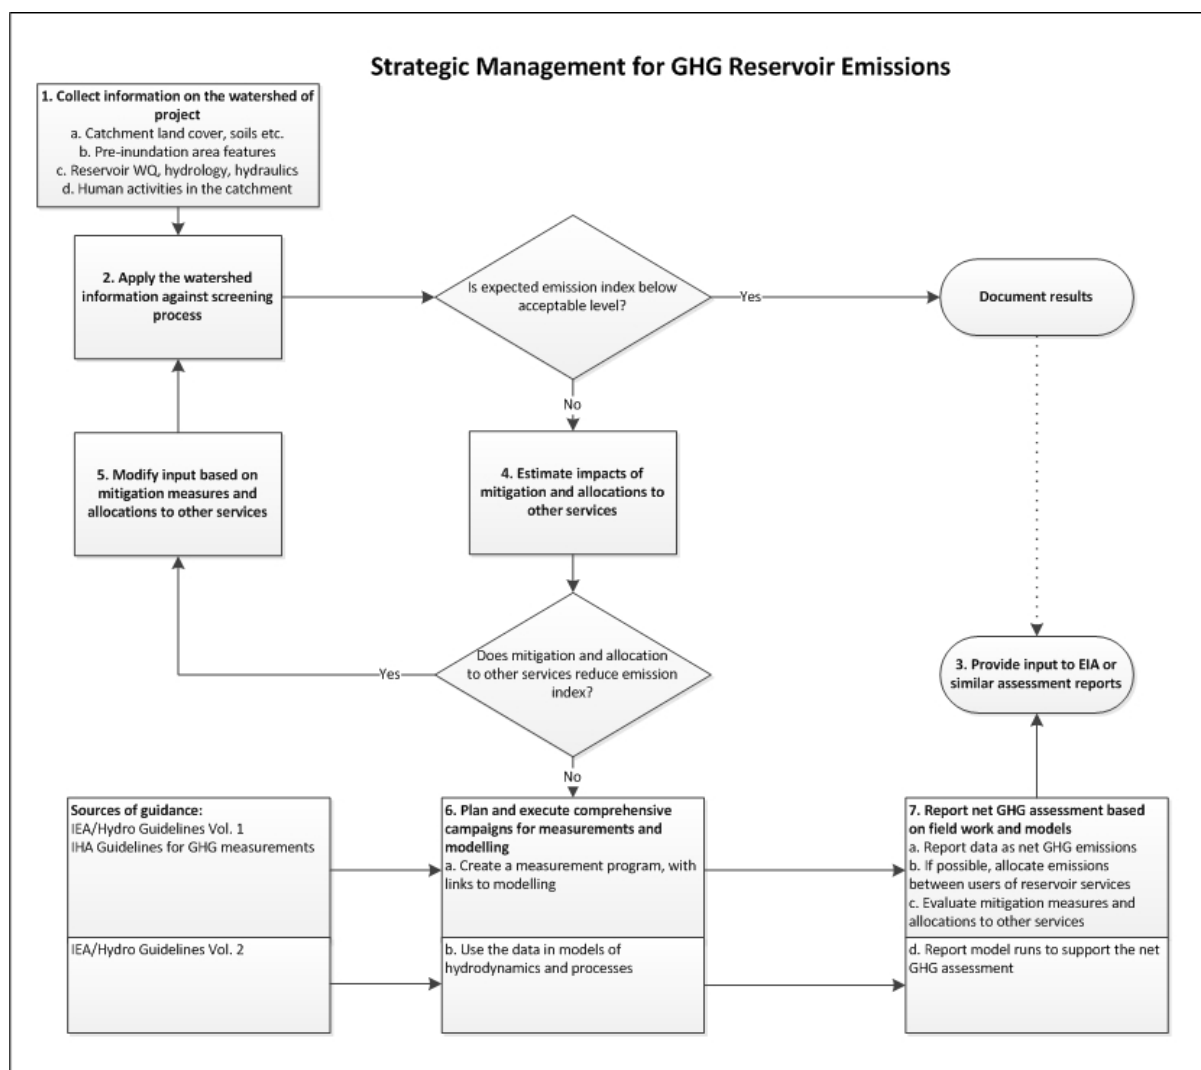 Strategic Management for GHG Reservoir Emissions
1. Collect information on the watershed of
project
a. Catchment land cover, soils etc.
b. Pre-inundation area features
c. Reservoir WQ, hydrology, hydraulics
d. Human activities in the catchment
2. Apply the watershed
information against screening
process
Is expected emission index below
acceptable level?
Yes
Document results
No
5. Modify input based on
mitigation measures and
allocations to other services
4. Estimate impacts of
mitigation and allocations to
other services
Does mitigation and allocation
to other services reduce emission
index?
Yes
3. Provide input to EIA or
similar assessment reports
No
Sources of guidance:
IEA/Hydro Guidelines Vol. 1
IHA Guidelines for GHG measurements
6. Plan and execute comprehensive
campaigns for measurements and
modelling
a. Create a measurement program, with
links to modelling
7. Report net GHG assessment based
on field work and models
a. Report data as net GHG emissions
b. If possible, allocate emissions
between users of reservoir services
c. Evaluate mitigation measures and
allocations to other services
IEA/Hydro Guidelines Vol. 2
b. Use the data in models of
hydrodynamics and processes
d. Report model runs to support the net
GHG assessment